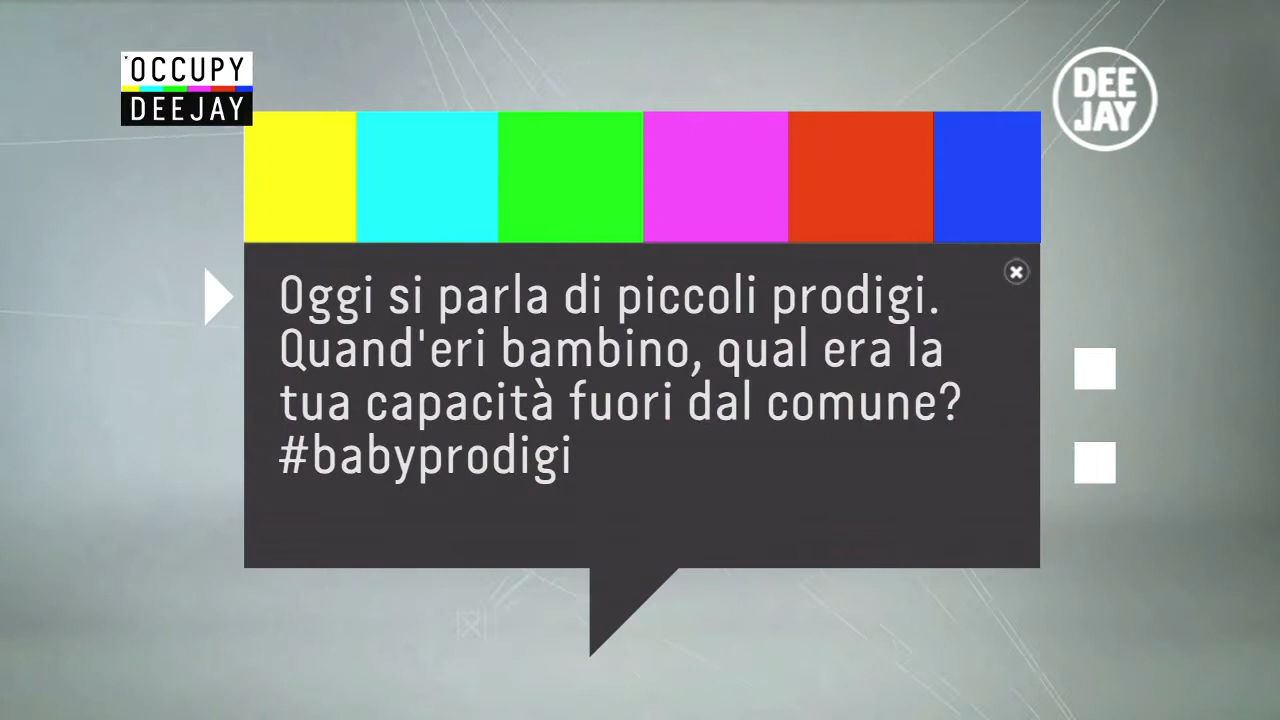 OCCUPY
DEEJAY
DEE
JAY
Oggi si parla di piccoli prodigi.
Quand'eri bambino, qual era la
tua capacità fuori dal comune?
#babyprodigi